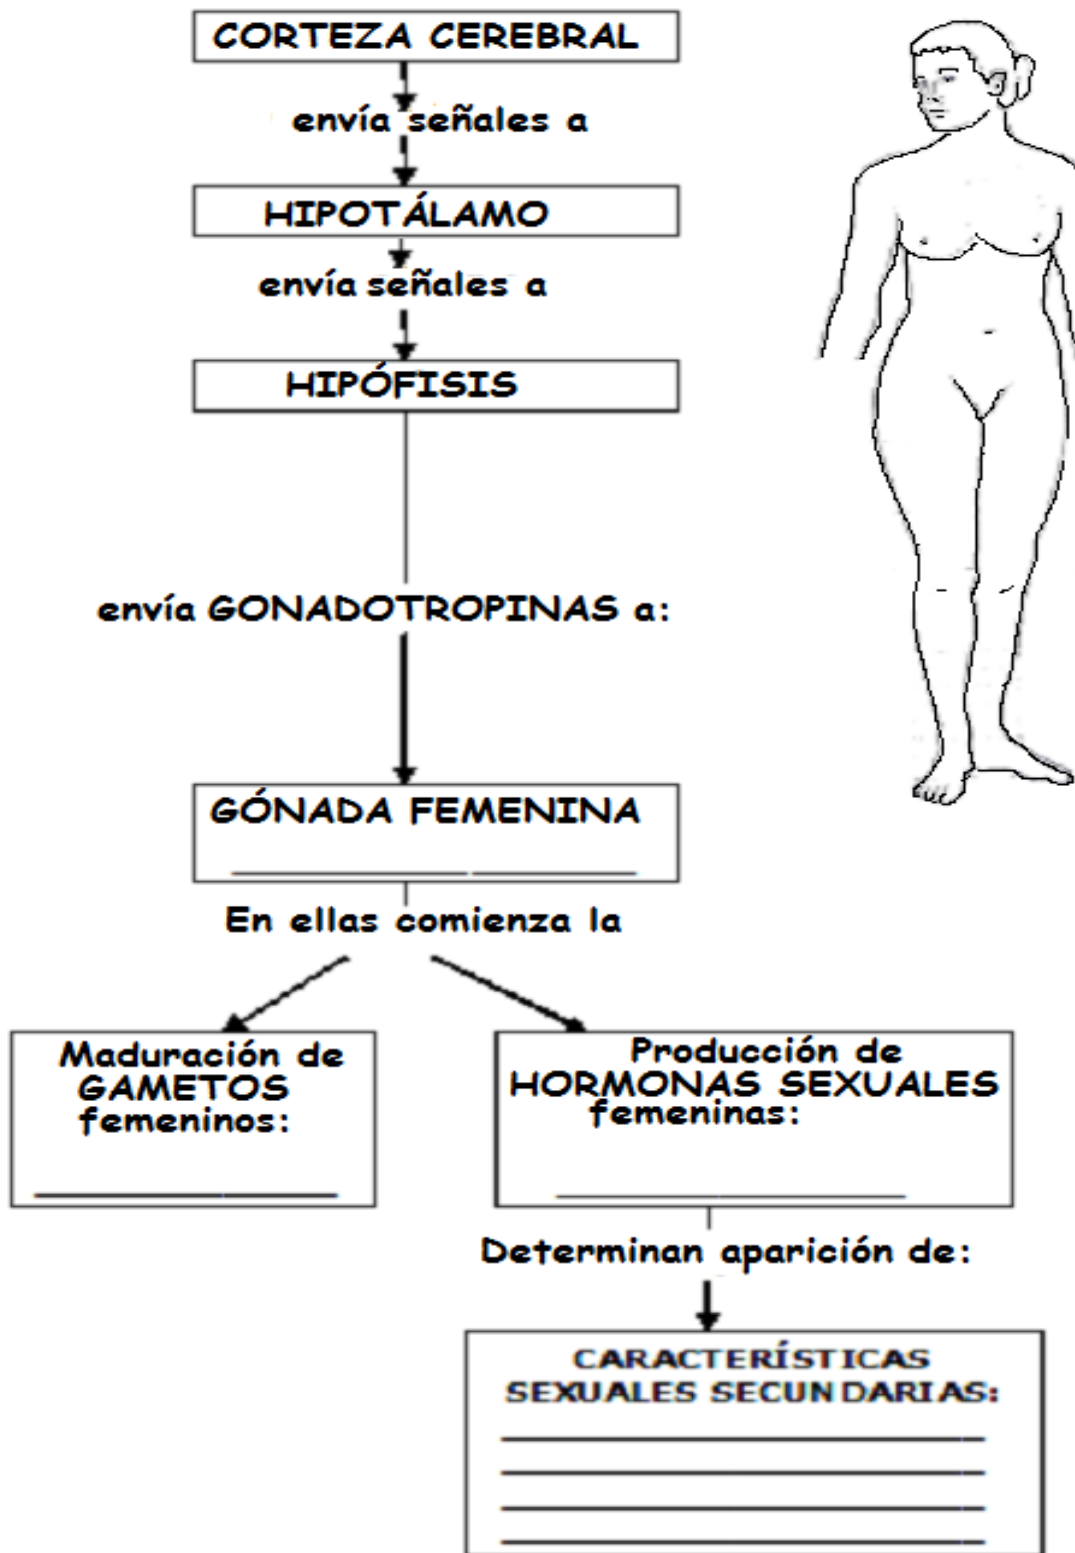 CORTEZA CEREBRAL
envía señales a
HIPOTÁLAMO
envía señales a
HIPÓFISIS
envía GONADOTROPINAS a:
GÓNADA FEMENINA
En ellas comienza la
Maduración de
GAMETOS
femeninos:
Producción de
HORMONAS SEXUALES
femeninas:
Determinan aparición de:
CARACTERÍSTICAS
SEXUALES SECUNDARIAS: